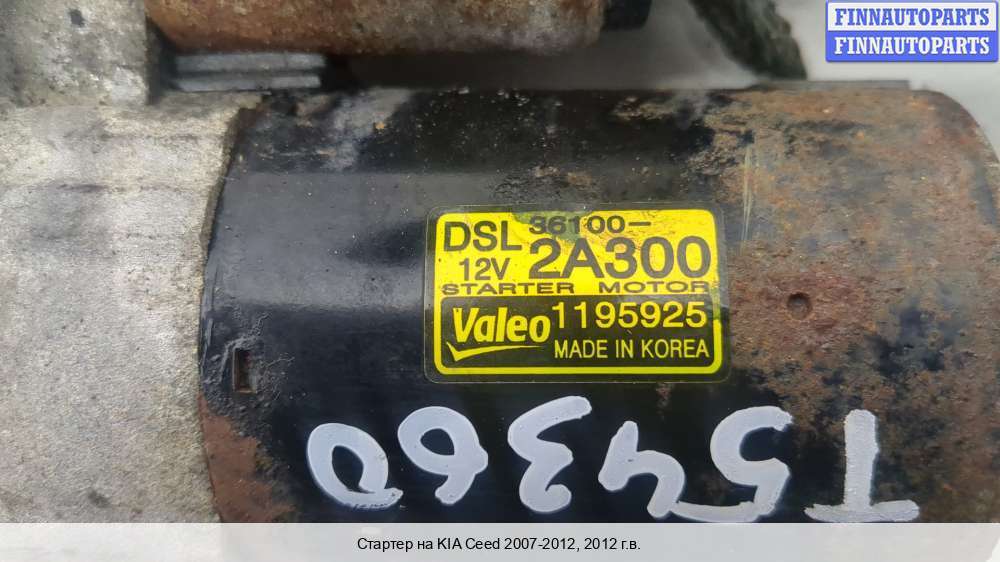 FINNAUTOPARTS
FINNAUTOPARTS
DSL 36100-
12V 2A300
STARTER MOTOR
Valeo 1195925
MADE IN KOREA
T54360
Стартер на KIA Ceed 2007-2012, 2012 г.в.